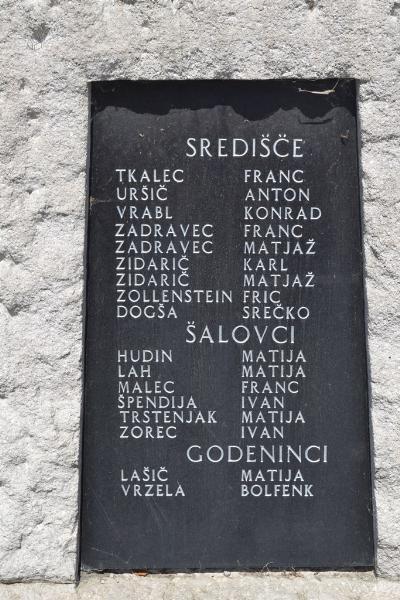 SREDIŠČE
TKALEC FRANC
URŠIČ ANTON
VRABL KONRAD
ZADRAVEC FRANC
ZADRAVEC MATJAŽ
ZIDARIČ KARL
ZIDARIČ MATJAŽ
ZOLLENSTEIN FRIC
DOGŠA SREČKO
ŠALOVCI
HUDIN MATIJA
LAH MATIJA
MALEC FRANC
ŠPENDIJA IVAN
TRSTENJAK MATIJA
ZOREC IVAN
GODENINCI
LAŠIČ MATIJA
VRZELA BOLFENK